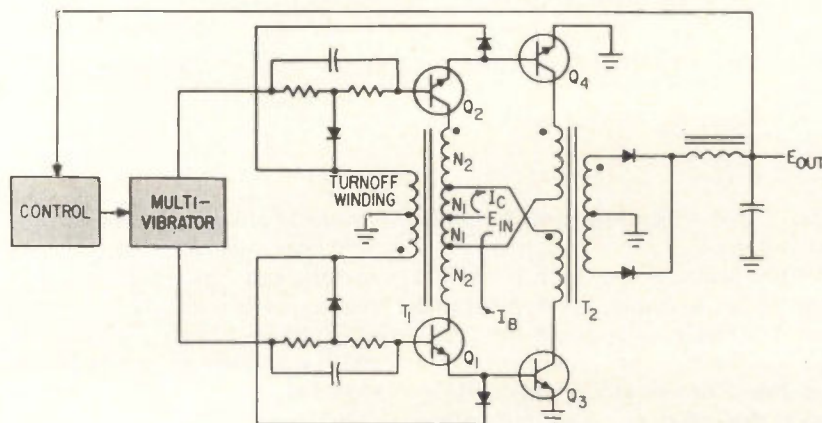 Q2
Q4
N2
TURNOFF
WINDING
N1
IC
EIN
N1
N2
IB
T1
T2
EOUT
CONTROL
MULTI-
VIBRATOR
Q1
Q3